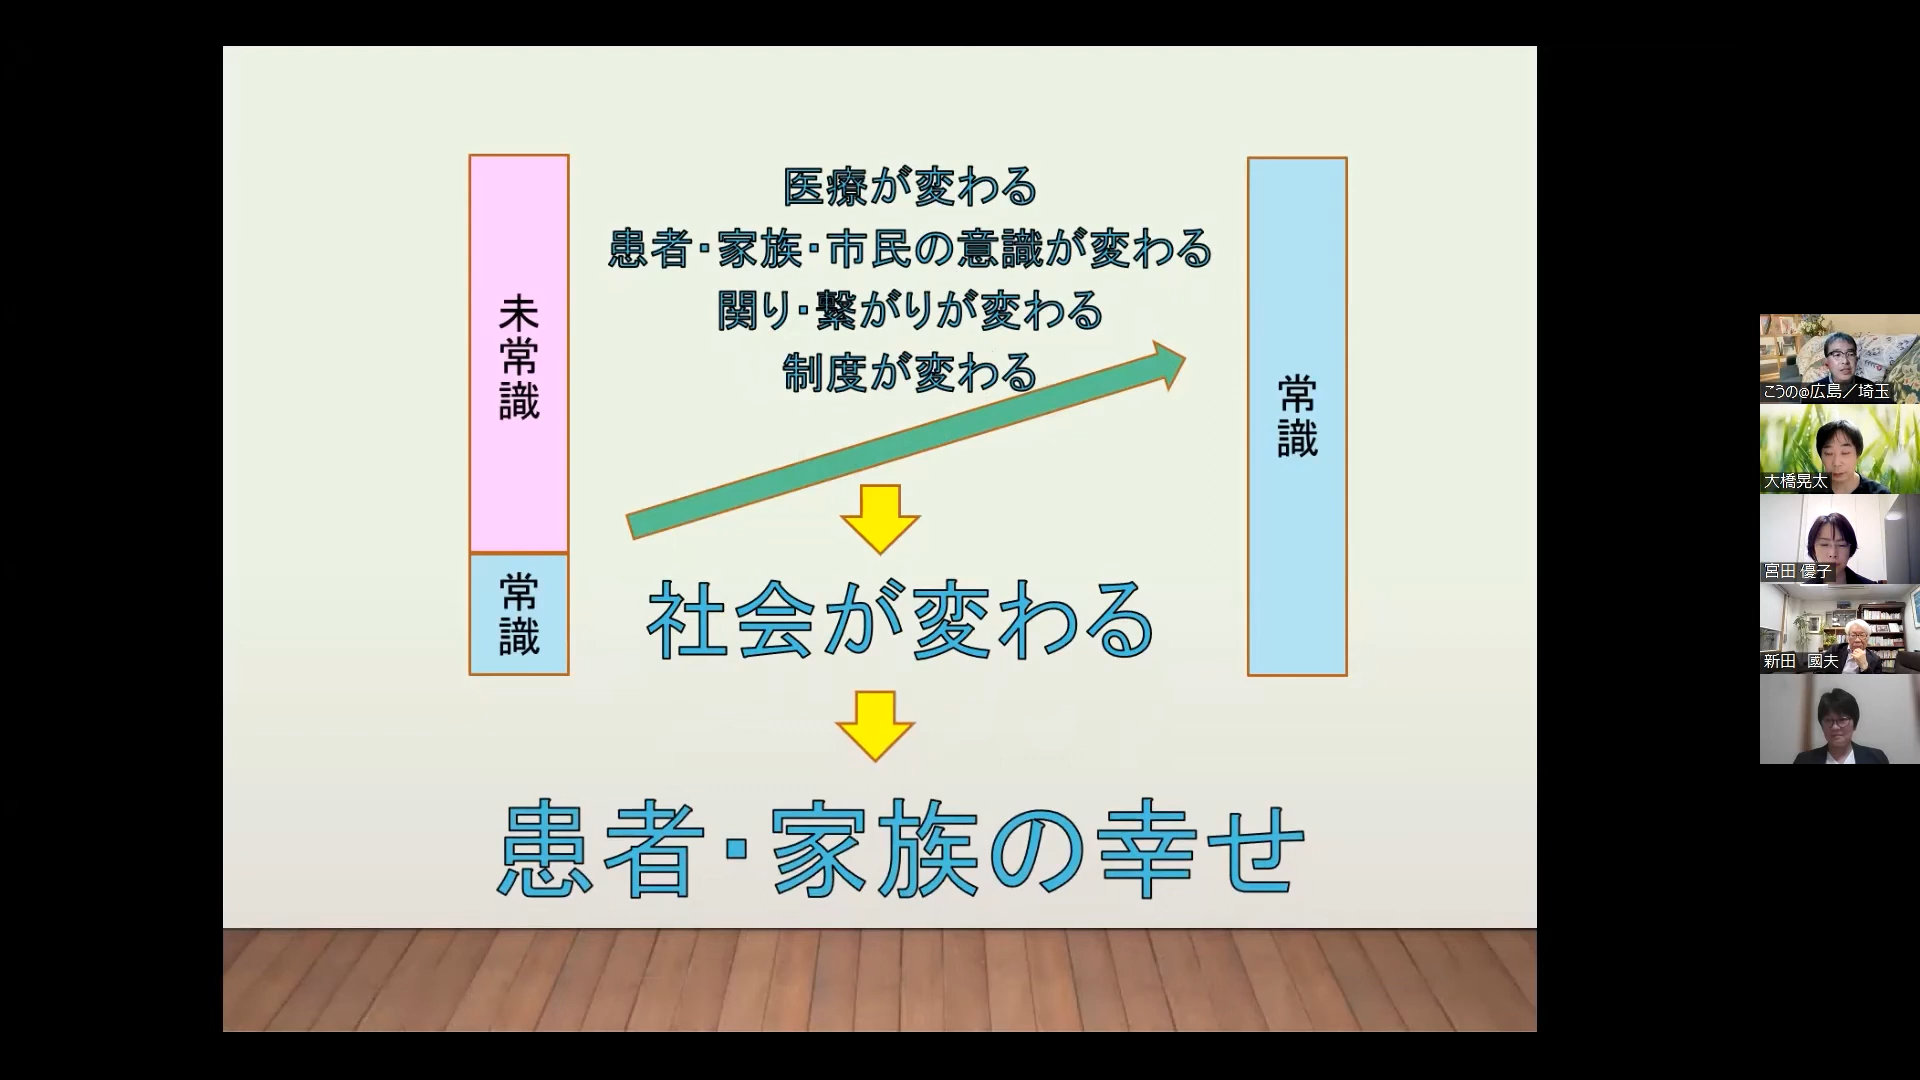 未常識
常識
医療が変わる
患者・家族・市民の意識が変わる
関り・繋がりが変わる
制度が変わる
常識
社会が変わる
患者・家族の幸せ
こうの@広島／埼玉
大橋晃太
宮田 優子
新田 國夫